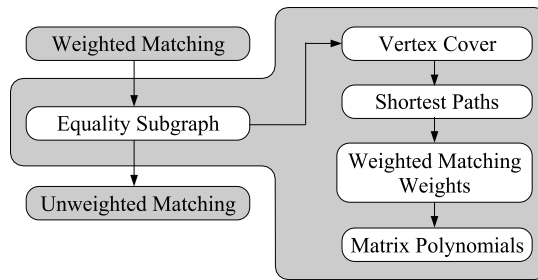 Weighted Matching
Equality Subgraph
Unweighted Matching
Vertex Cover
Shortest Paths
Weighted Matching
Weights
Matrix Polynomials